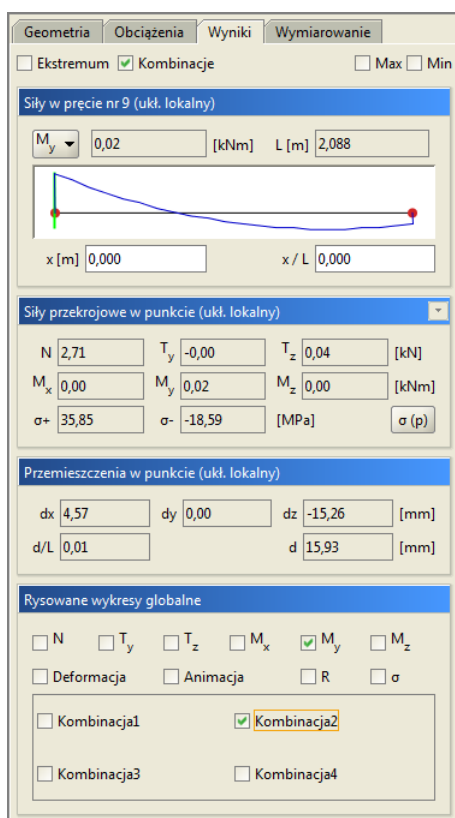 Geometria Obciążenia Wyniki Wymiarowanie
Ekstremum Kombinacje Max Min
Siły w pręcie nr 9 (ukł. lokalny)
My 0,02 [kNm] L [m] 2,088
x [m] 0,000 x / L 0,000
Siły przekrojowe w punkcie (ukł. lokalny)
N 2,71 Ty -0,00 Tz 0,04 [kN]
Mx 0,00 My 0,02 Mz 0,00 [kNm]
σ+ 35,85 σ- -18,59 [MPa] σ (p)
Przemieszczenia w punkcie (ukł. lokalny)
dx 4,57 dy 0,00 dz -15,26 [mm]
d/L 0,01 d 15,93 [mm]
Rysowane wykresy globalne
N Ty Tz Mx My Mz
Deformacja Animacja R σ
Kombinacja1 Kombinacja2
Kombinacja3 Kombinacja4